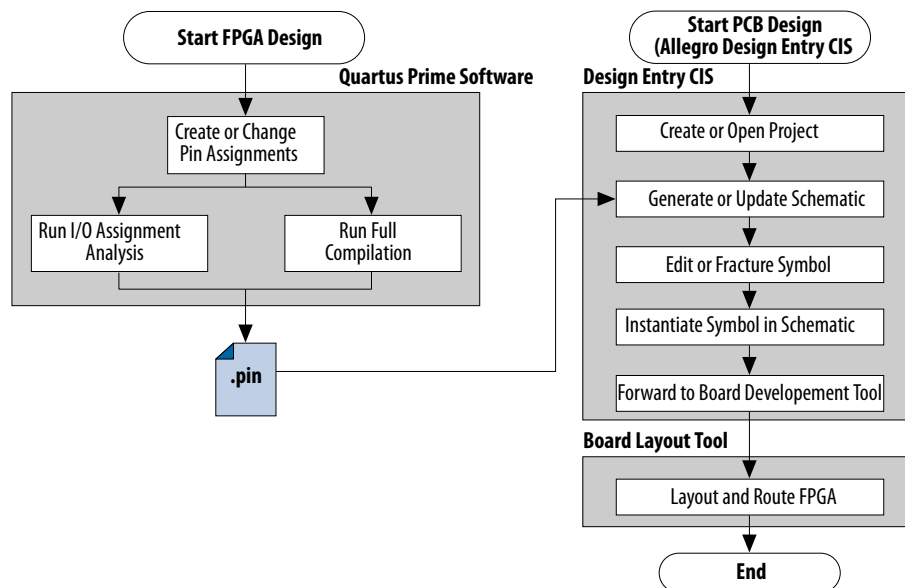 Start FPGA Design
Quartus Prime Software
Create or Change
Pin Assignments
Run I/O Assignment
Analysis
Run Full
Compilation
.pin
Start PCB Design
(Allegro Design Entry CIS
Design Entry CIS
Create or Open Project
Generate or Update Schematic
Edit or Fracture Symbol
Instantiate Symbol in Schematic
Forward to Board Developement Tool
Board Layout Tool
Layout and Route FPGA
End